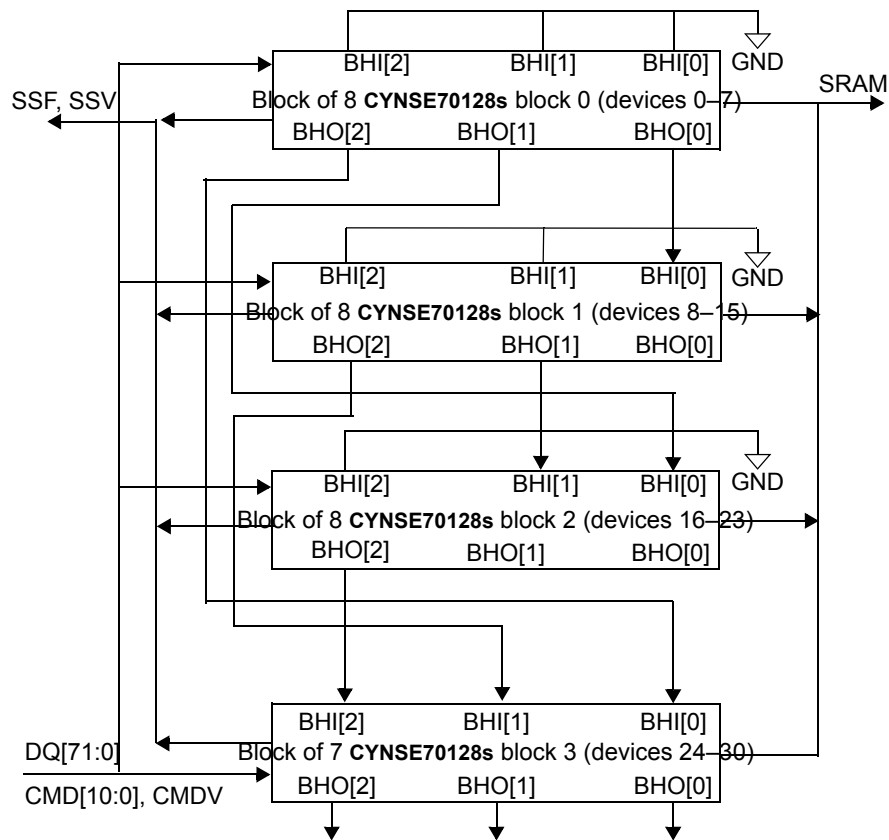 BHI[2] BHI[1] BHI[0] GND
SSF, SSV SRAM
Block of 8 CYNSE70128s block 0 (devices 0–7)
BHO[2] BHO[1] BHO[0]
BHI[2] BHI[1] BHI[0] GND
Block of 8 CYNSE70128s block 1 (devices 8–15)
BHO[2] BHO[1] BHO[0]
BHI[2] BHI[1] BHI[0] GND
Block of 8 CYNSE70128s block 2 (devices 16–23)
BHO[2] BHO[1] BHO[0]
BHI[2] BHI[1] BHI[0]
DQ[71:0] Block of 7 CYNSE70128s block 3 (devices 24–30)
CMD[10:0], CMDV BHO[2] BHO[1] BHO[0]